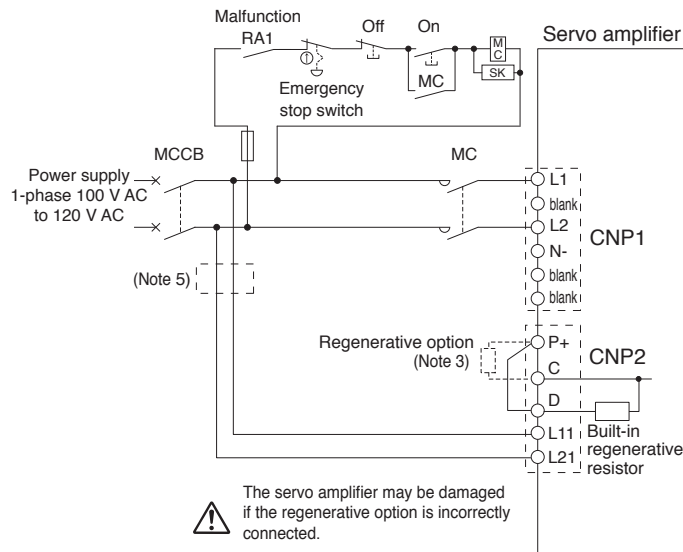 Malfunction
RA1
Off
On
M
C
SK
MC
Emergency
stop switch
Servo amplifier
MCCB
MC
Power supply
1-phase 100 V AC
to 120 V AC
L1
blank
L2
N-
blank
blank
CNP1
(Note 5)
Regenerative option
(Note 3)
P+
C
D
L11
L21
CNP2
Built-in
regenerative
resistor
The servo amplifier may be damaged
if the regenerative option is incorrectly
connected.